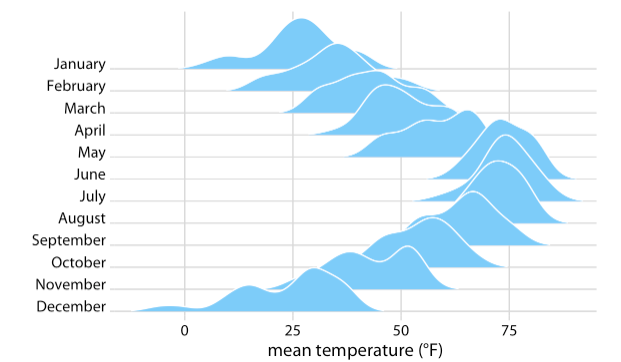 January
February
March
April
May
June
July
August
September
October
November
December
0 25 50 75
mean temperature (°F)